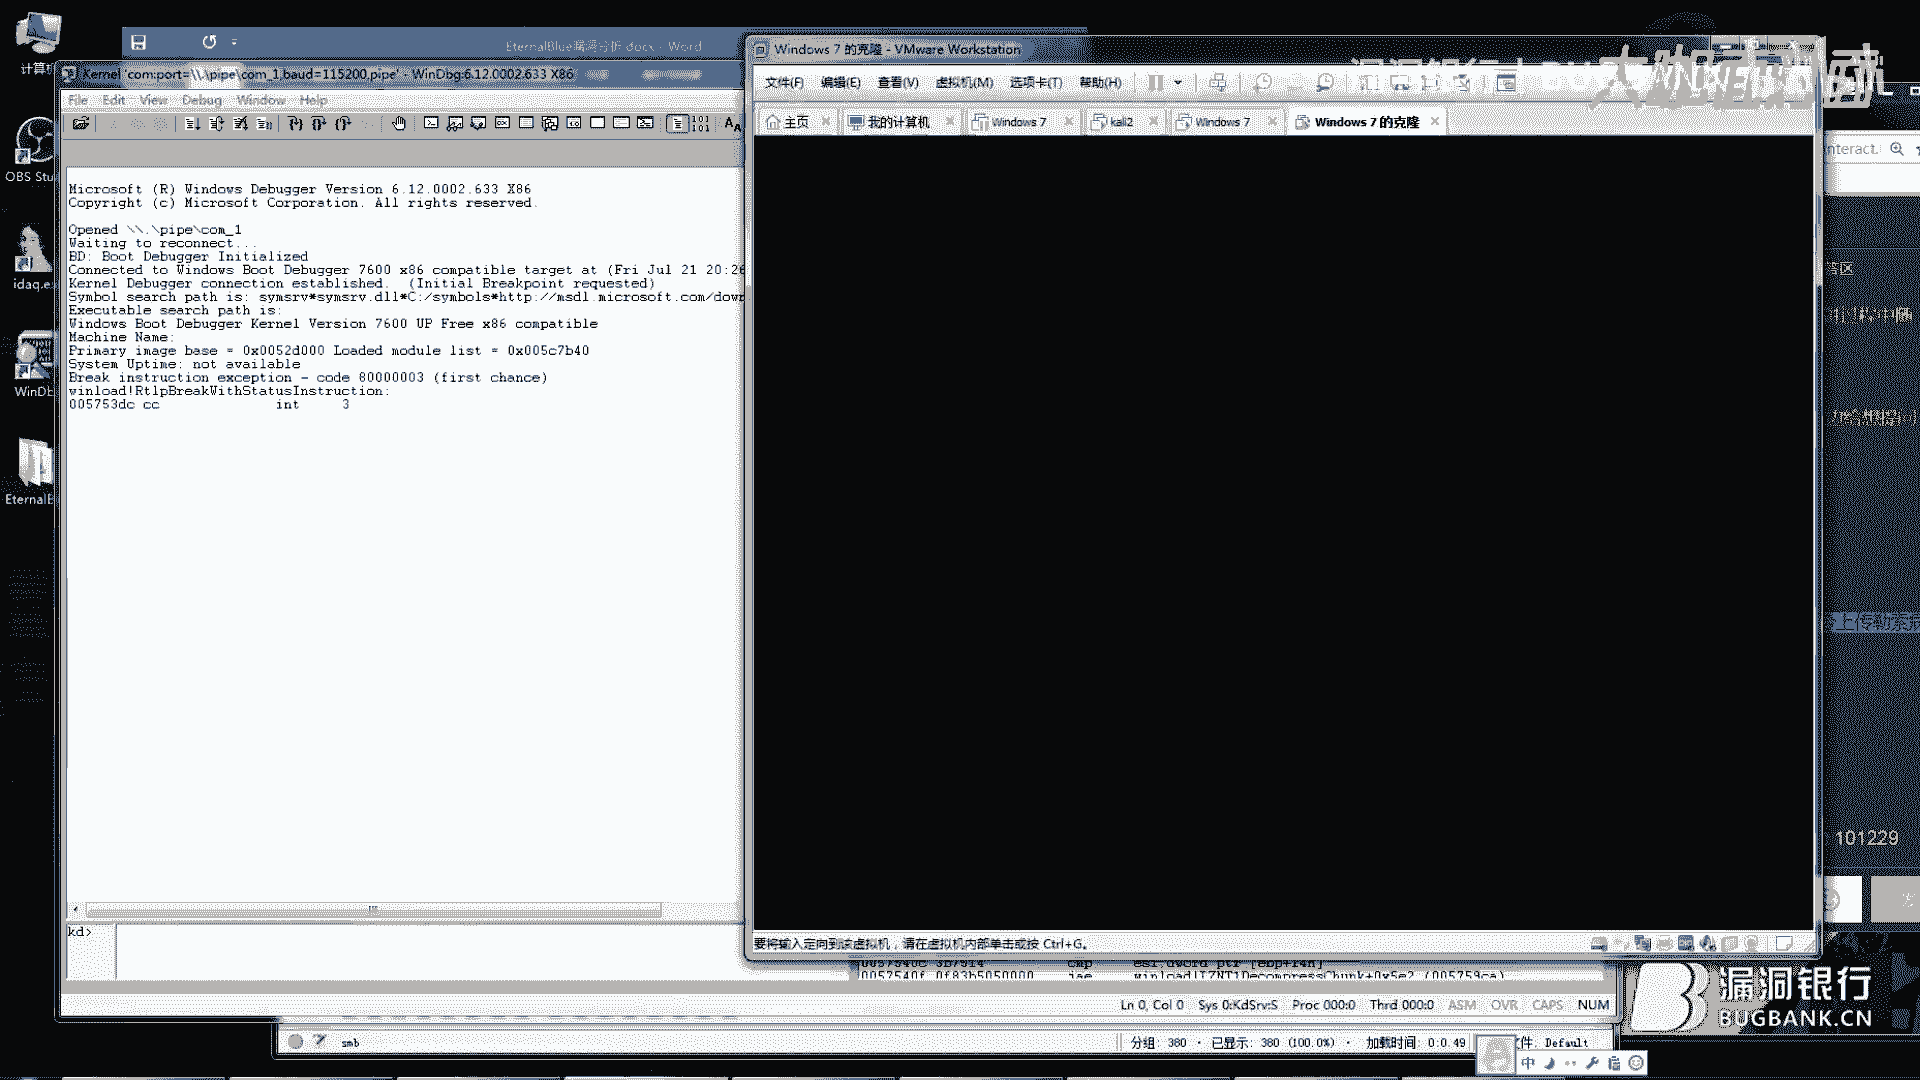 EternalBlue漏洞分析.docx - Word
计算机
Kernel 'com:port=\\.\pipe\com_1,baud=115200,pipe' - WinDbg:6.12.0002.633 X86
File Edit View Debug Window Help
Microsoft (R) Windows Debugger Version 6.12.0002.633 X86
Copyright (c) Microsoft Corporation. All rights reserved.
Opened \\.\pipe\com_1
Waiting to reconnect...
BD: Boot Debugger Initialized
Connected to Windows Boot Debugger 7600 x86 compatible target at (Fri Jul 21 20:26
Kernel Debugger connection established.  (Initial Breakpoint requested)
Symbol search path is: symsrv*symsrv.dll*C:/symbols*http://msdl.microsoft.com/down
Executable search path is:
Windows Boot Debugger Kernel Version 7600 UP Free x86 compatible
Machine Name:
Primary image base = 0x0052d000 Loaded module list = 0x005c7b40
System Uptime: not available
Break instruction exception - code 80000003 (first chance)
winload!RtlpBreakWithStatusInstruction:
005753dc cc int 3
kd>
OBS Stu
idaq.e
WinDb
EternalB
Windows 7 的克隆 - VMware Workstation
文件(F) 编辑(E) 查看(V) 虚拟机(M) 选项卡(T) 帮助(H)
主页 我的计算机 Windows 7 kali2 Windows 7 Windows 7 的克隆
要将输入定向到该虚拟机，请在虚拟机内部单击或按 Ctrl+G。
0057540c 3b7514 cmp esi,dword ptr [ebp+14h]
0057540f 0f83b5050000 jae winload!LZNT1DecompressChunk+0x5e2 (005759ca)
Ln 0, Col 0 Sys 0:KdSrv:S Proc 000:0 Thrd 000:0 ASM OVR CAPS NUM
smb
分组: 380 · 已显示: 380 (100.0%) · 加载时间: 0:0.49
件: Default
中
nteract.
答区
101229
漏洞银行
BUGBANK.CN